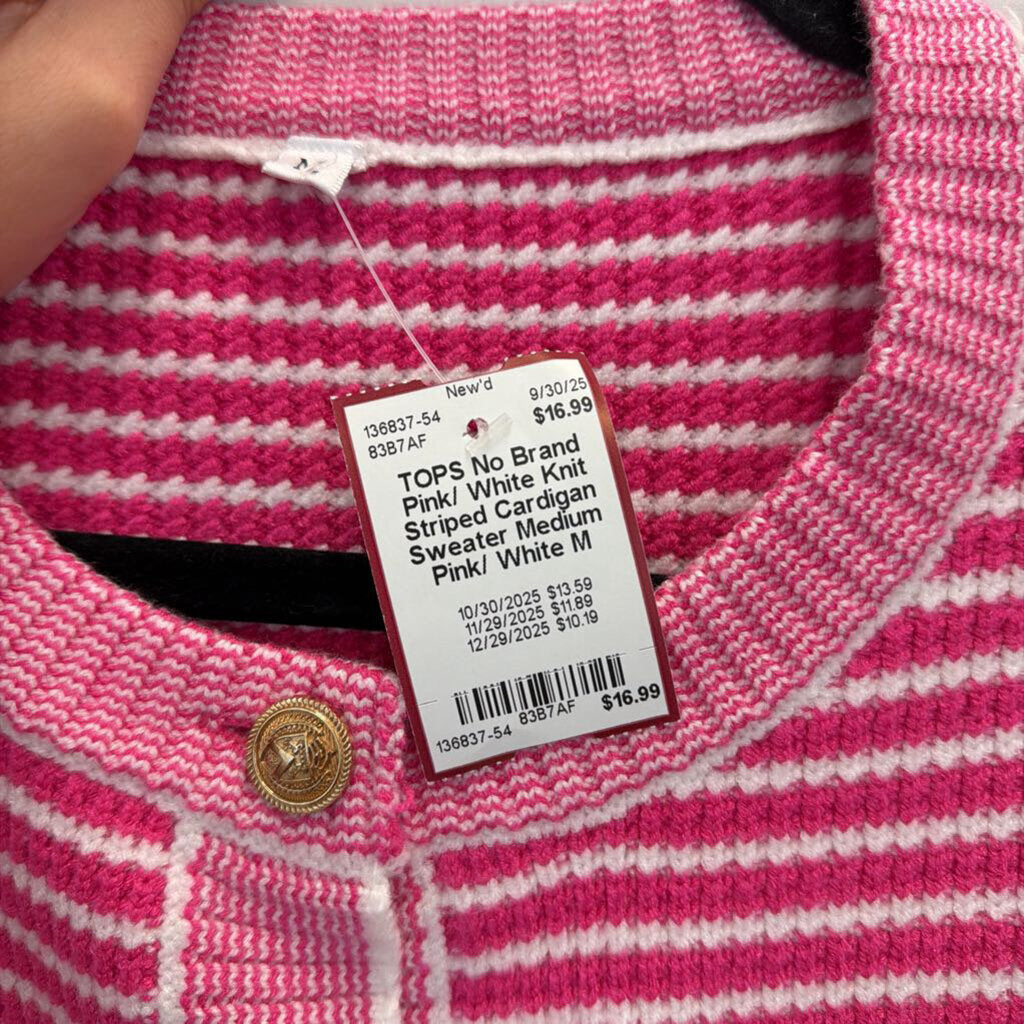 M
New'd
136837-54 9/30/25
83B7AF $16.99
TOPS No Brand
Pink/ White Knit
Striped Cardigan
Sweater Medium
Pink/ White M
10/30/2025 $13.59
11/29/2025 $11.89
12/29/2025 $10.19
136837-54 83B7AF $16.99